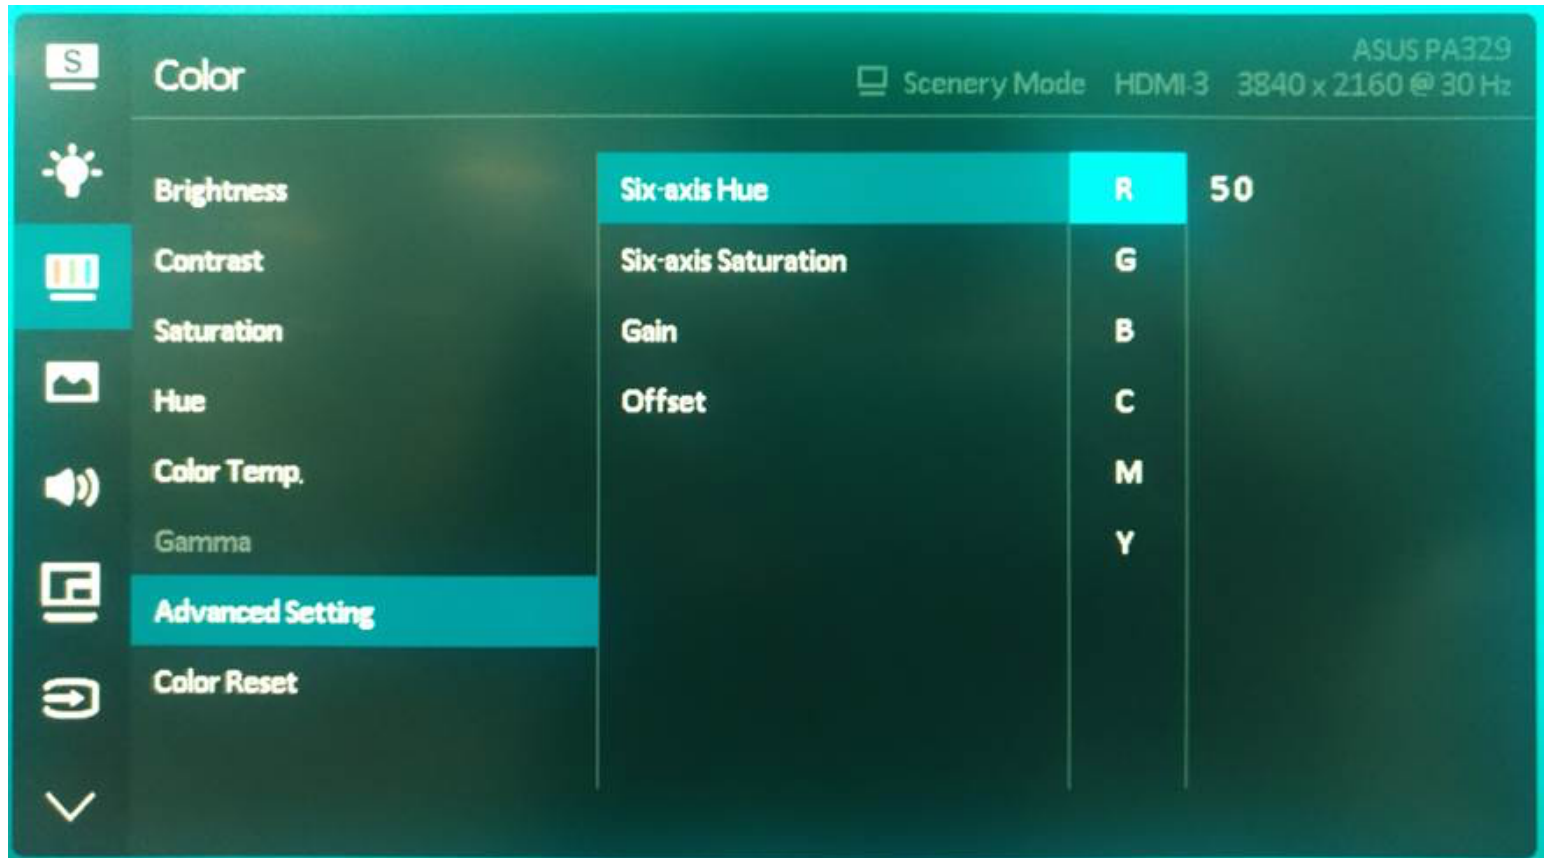 S
Color
ASUS PA329
Scenery Mode HDMI-3 3840 x 2160 @ 30 Hz
Brightness
Contrast
Saturation
Hue
Color Temp.
Gamma
Advanced Setting
Color Reset
Six-axis Hue
Six-axis Saturation
Gain
Offset
R
G
B
C
M
Y
50